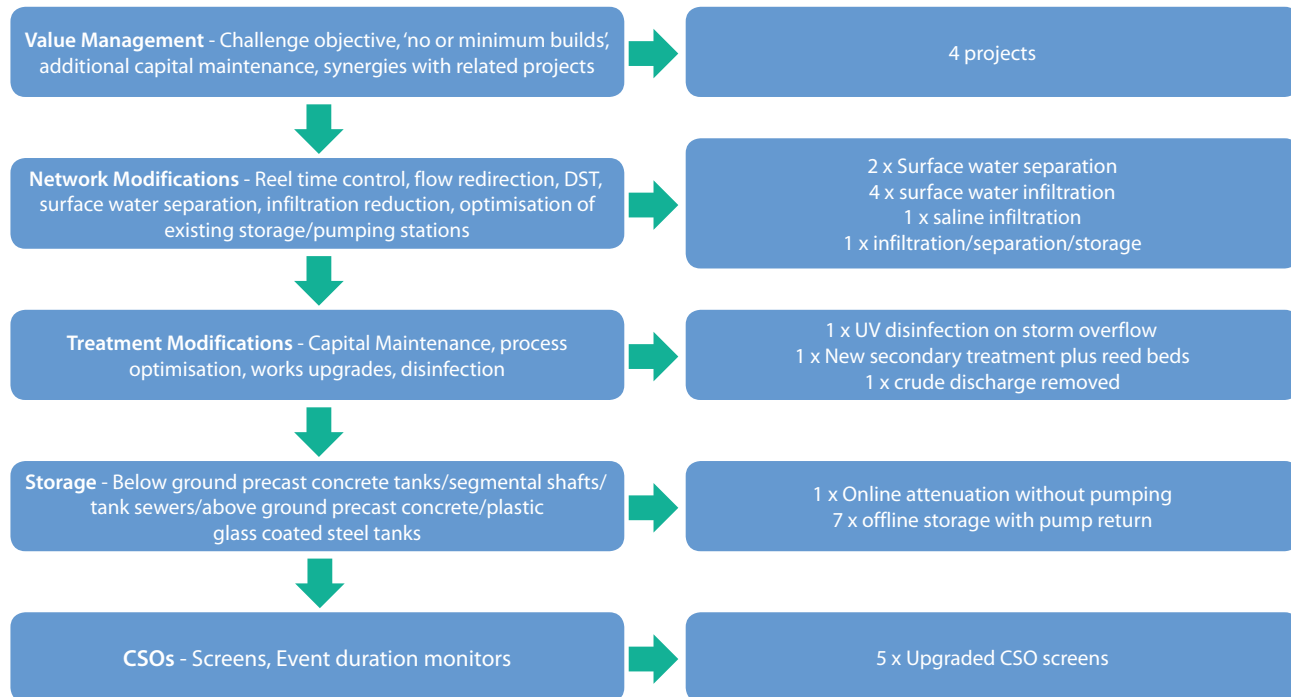 Value Management - Challenge objective, ‘no or minimum builds’,
additional capital maintenance, synergies with related projects
4 projects
Network Modifications - Reel time control, flow redirection, DST,
surface water separation, infiltration reduction, optimisation of
existing storage/pumping stations
2 x Surface water separation
4 x surface water infiltration
1 x saline infiltration
1 x infiltration/separation/storage
Treatment Modifications - Capital Maintenance, process
optimisation, works upgrades, disinfection
1 x UV disinfection on storm overflow
1 x New secondary treatment plus reed beds
1 x crude discharge removed
Storage - Below ground precast concrete tanks/segmental shafts/
tank sewers/above ground precast concrete/plastic
glass coated steel tanks
1 x Online attenuation without pumping
7 x offline storage with pump return
CSOs - Screens, Event duration monitors
5 x Upgraded CSO screens